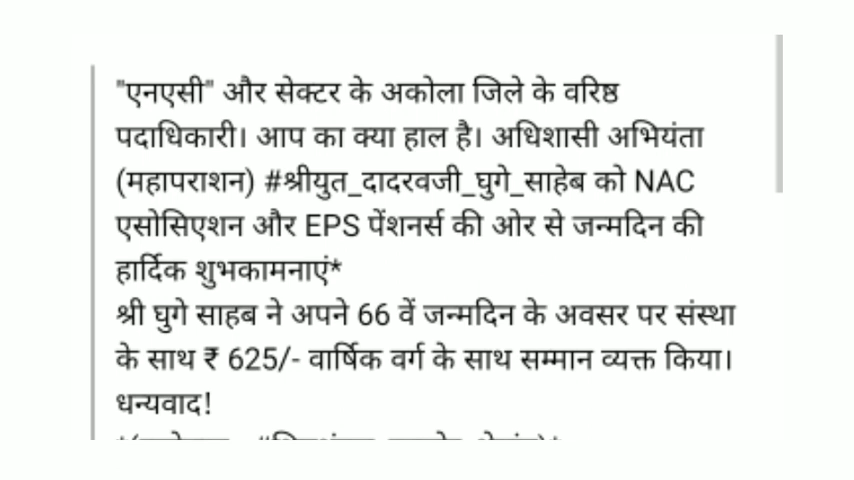 "एनएसी" और सेक्टर के अकोला जिले के वरिष्ठ
पदाधिकारी। आप का क्या हाल है। अधिशासी अभियंता
(महापराशन) #श्रीयुत_दादरवजी_घुगे_साहेब को NAC
एसोसिएशन और EPS पेंशनर्स की ओर से जन्मदिन की
हार्दिक शुभकामनाएं*
श्री घुगे साहब ने अपने 66 वें जन्मदिन के अवसर पर संस्था
के साथ ₹ 625/- वार्षिक वर्ग के साथ सम्मान व्यक्त किया।
धन्यवाद!